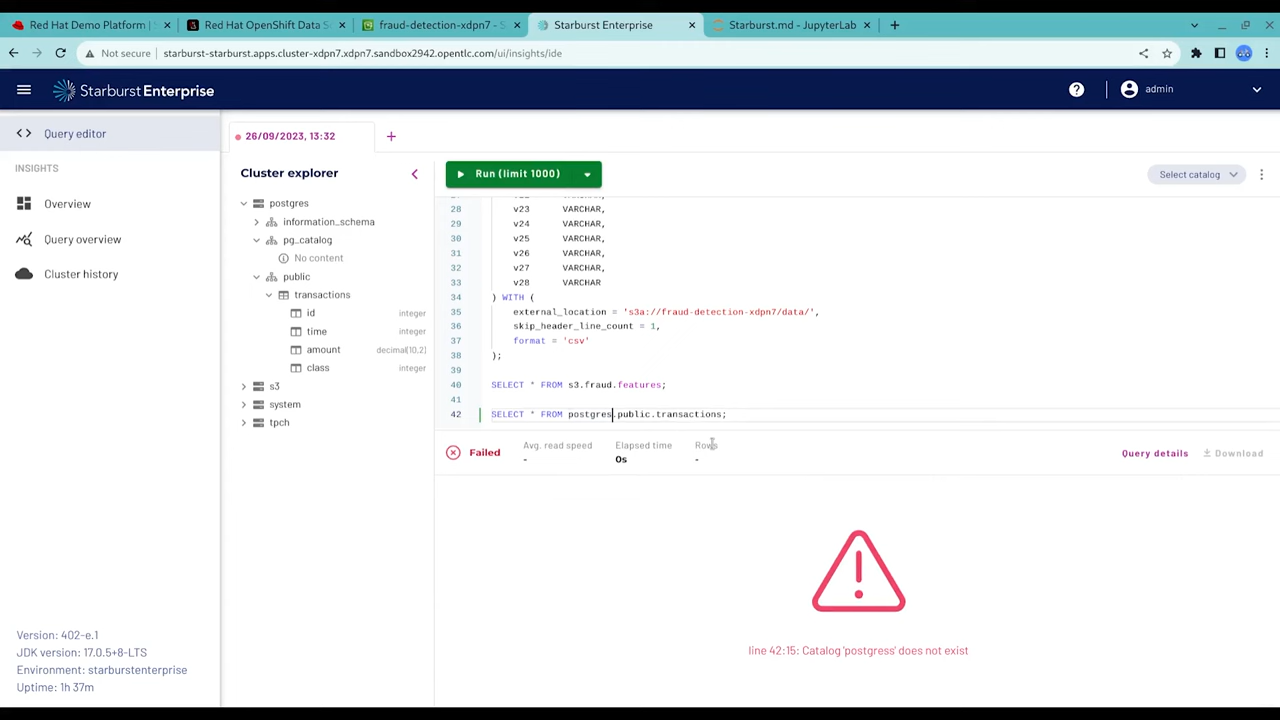 Red Hat Demo Platform | S
Red Hat OpenShift Data S
fraud-detection-xdpn7 - S
Starburst Enterprise
Starburst.md - JupyterLab
Not secure
starburst-starburst.apps.cluster-xdpn7.xdpn7.sandbox2942.opentlc.com/ui/insights/ide
Starburst Enterprise
admin
Query editor
INSIGHTS
Overview
Query overview
Cluster history
Version: 402-e.1
JDK version: 17.0.5+8-LTS
Environment: starburstenterprise
Uptime: 1h 37m
26/09/2023, 13:32
Cluster explorer
postgres
information_schema
pg_catalog
No content
public
transactions
id integer
time integer
amount decimal(10,2)
class integer
s3
system
tpch
Run (limit 1000)
Select catalog
28 v23 VARCHAR,
29 v24 VARCHAR,
30 v25 VARCHAR,
31 v26 VARCHAR,
32 v27 VARCHAR,
33 v28 VARCHAR
34 ) WITH (
35 external_location = 's3a://fraud-detection-xdpn7/data/',
36 skip_header_line_count = 1,
37 format = 'csv'
38 );
39
40 SELECT * FROM s3.fraud.features;
41
42 SELECT * FROM postgres.public.transactions;
Failed
Avg. read speed
-
Elapsed time
0s
Rows
-
Query details
Download
line 42:15: Catalog 'postgress' does not exist